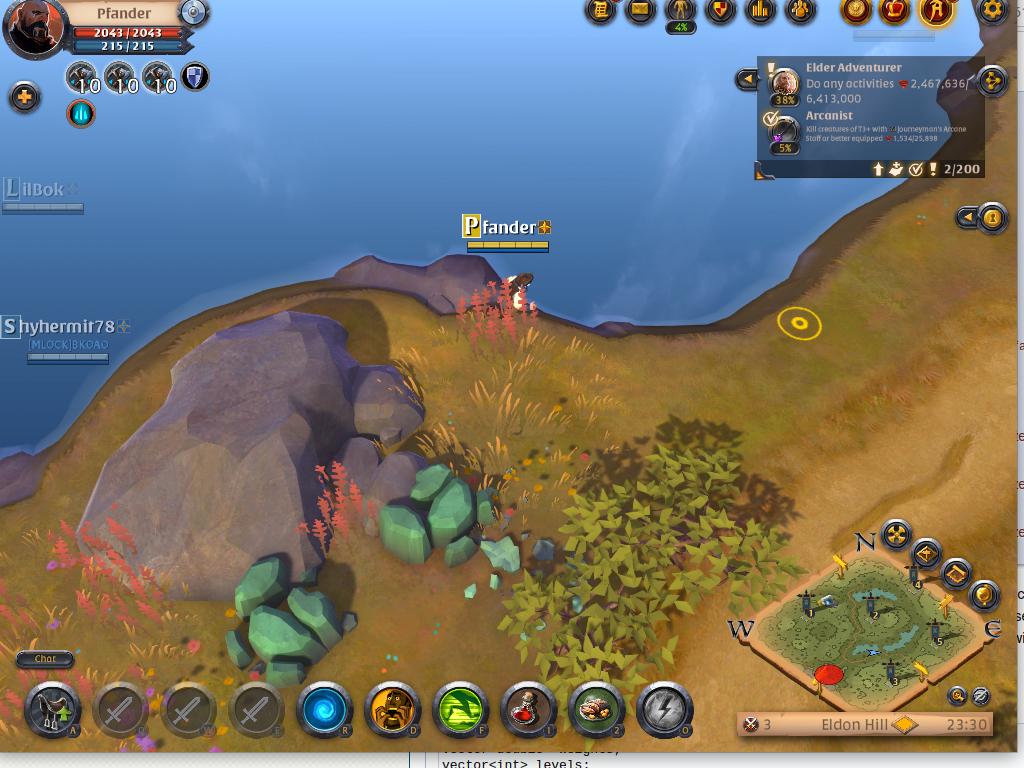 Pfander
2043 / 2043
215 / 215
4%
10 10 10
Elder Adventurer
Do any activities 2,467,636/
6,413,000
38%
Arcanist
Kill creatures of T3+ with Journeyman's Arcane
Staff or better equipped 1,534/25,898
5%
2/200
LilBok
Pfander
Shyhermit78
[MLOCK]BKOAO
N
W
E
1
2
3
4
5
Chat
A
Q
W
E
R
D
F
1
2
O
3
Eldon Hill
23:30
vector<int> levels;